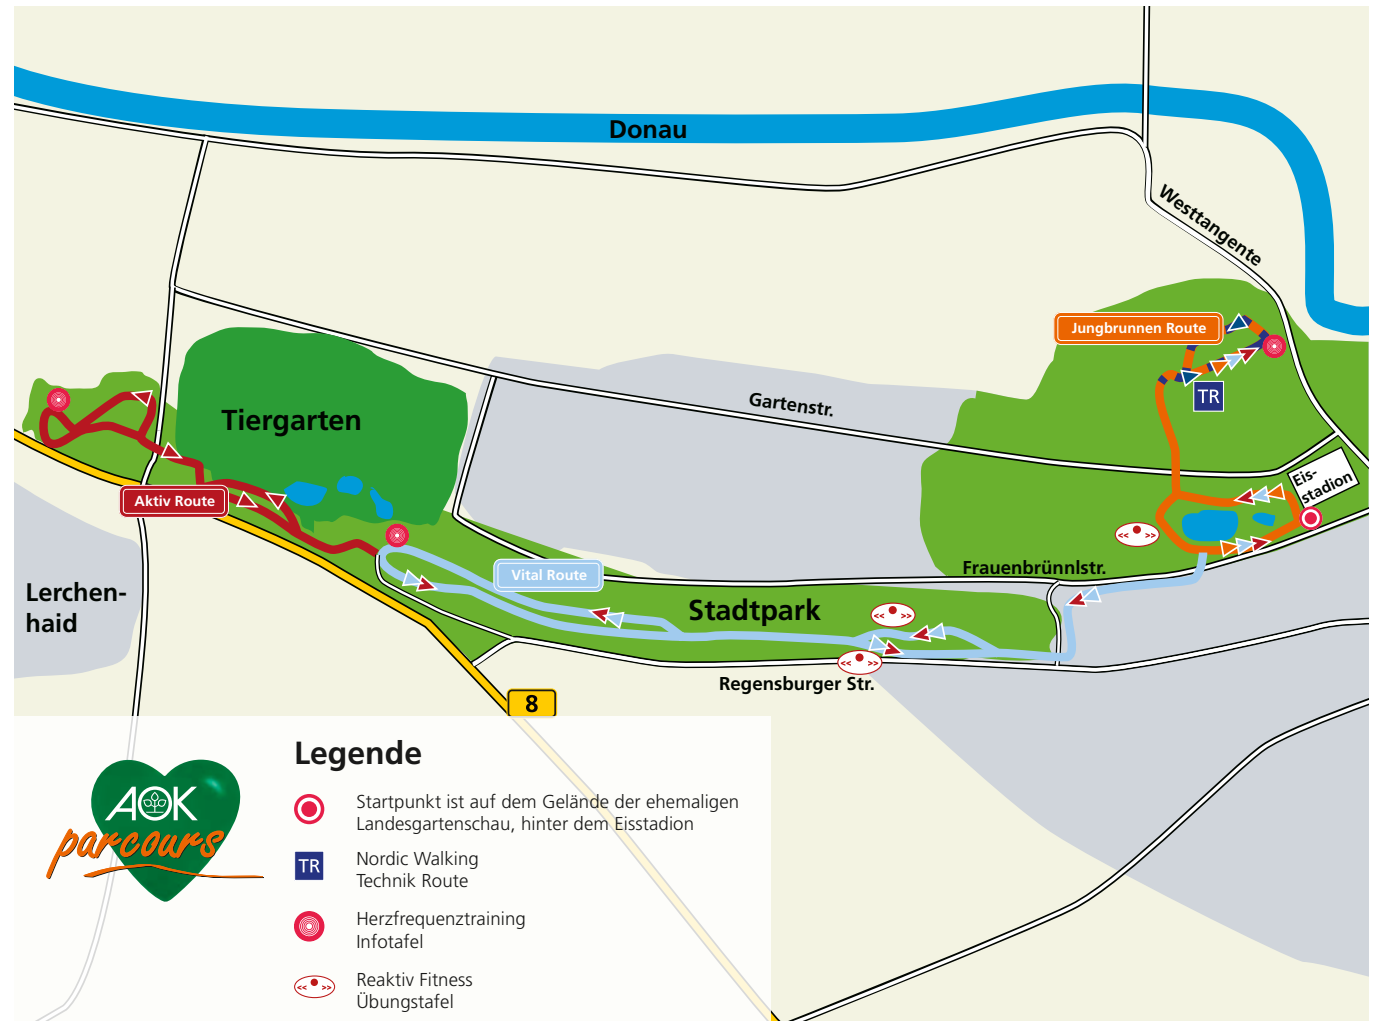 Donau
Westtangente
Jungbrunnen Route
TR
Gartenstr.
Tiergarten
Eis-
stadion
Aktiv Route
<< >>
Frauenbrünnlstr.
Vital Route
Lerchen-
haid
Stadtpark
<< >>
<< >>
Regensburger Str.
8
Legende
AOK
parcours
Startpunkt ist auf dem Gelände der ehemaligen
Landesgartenschau, hinter dem Eisstadion
TR
Nordic Walking
Technik Route
Herzfrequenztraining
Infotafel
<< >>
Reaktiv Fitness
Übungstafel